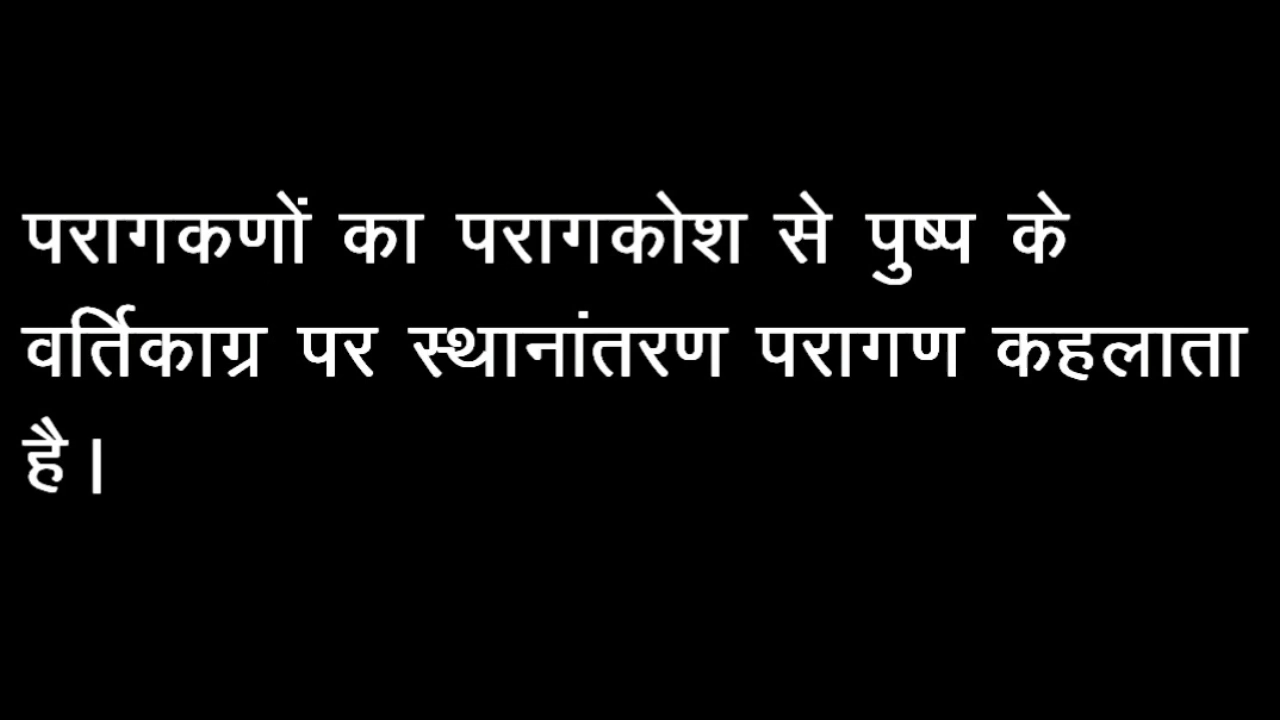 परागकणों का परागकोश से पुष्प के
वर्तिकाग्र पर स्थानांतरण परागण कहलाता
है।